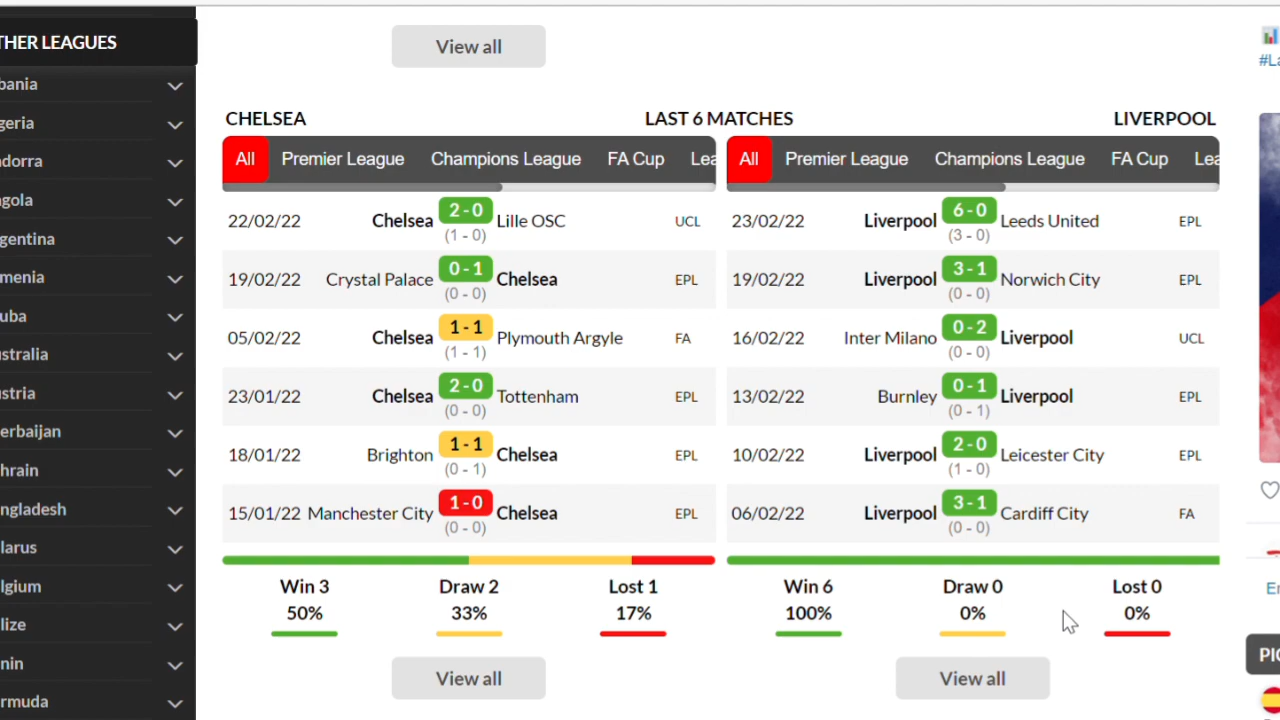 View all
THER LEAGUES
bania
geria
dorra
gola
gentina
menia
uba
stralia
stria
erbaijan
hrain
ngladesh
larus
lgium
lize
nin
rmuda
CHELSEA LAST 6 MATCHES LIVERPOOL
All Premier League Champions League FA Cup Lea
22/02/22 Chelsea 2 - 0 Lille OSC UCL
(1 - 0)
19/02/22 Crystal Palace 0 - 1 Chelsea EPL
(0 - 0)
05/02/22 Chelsea 1 - 1 Plymouth Argyle FA
(1 - 1)
23/01/22 Chelsea 2 - 0 Tottenham EPL
(0 - 0)
18/01/22 Brighton 1 - 1 Chelsea EPL
(0 - 1)
15/01/22 Manchester City 1 - 0 Chelsea EPL
(0 - 0)
Win 3 Draw 2 Lost 1
50% 33% 17%
View all
All Premier League Champions League FA Cup Lea
23/02/22 Liverpool 6 - 0 Leeds United EPL
(3 - 0)
19/02/22 Liverpool 3 - 1 Norwich City EPL
(0 - 0)
16/02/22 Inter Milano 0 - 2 Liverpool UCL
(0 - 0)
13/02/22 Burnley 0 - 1 Liverpool EPL
(0 - 1)
10/02/22 Liverpool 2 - 0 Leicester City EPL
(1 - 0)
06/02/22 Liverpool 3 - 1 Cardiff City FA
(0 - 0)
Win 6 Draw 0 Lost 0
100% 0% 0%
View all
#La
En
PIC